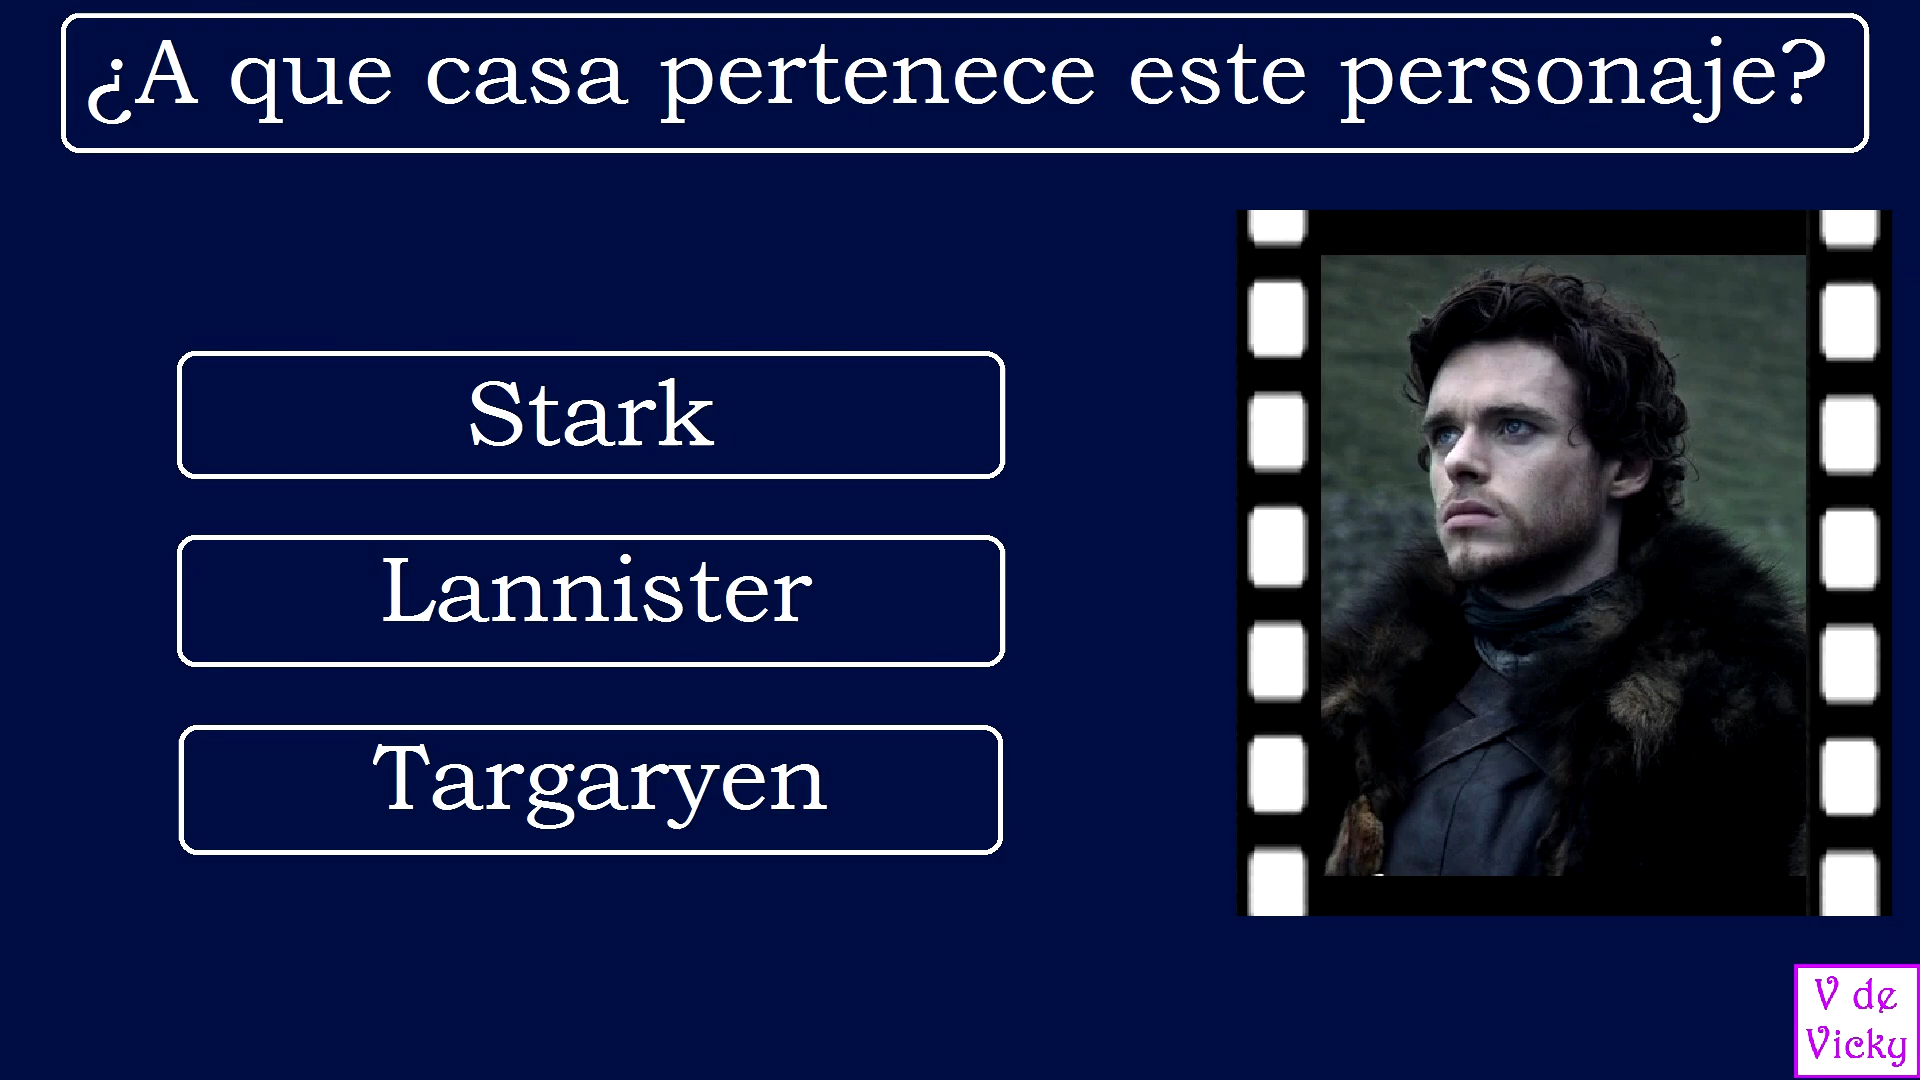 ¿A que casa pertenece este personaje?
Stark
Lannister
Targaryen
V de
Vicky